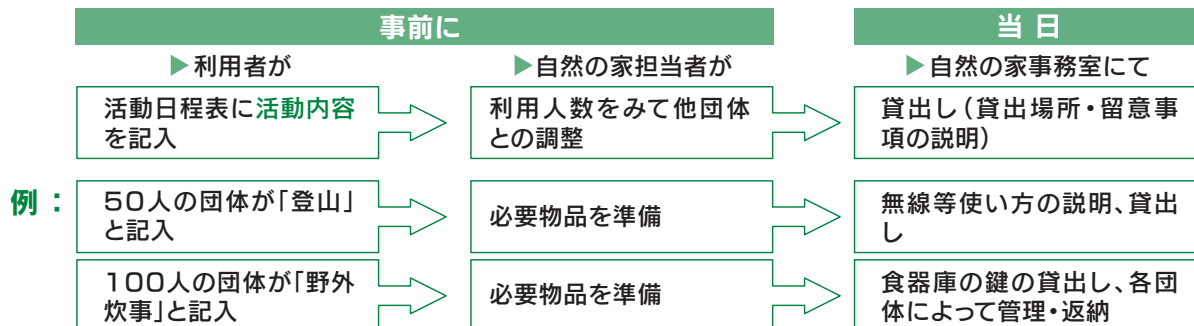 事前に
当 日
▶利用者が
▶自然の家担当者が
▶自然の家事務室にて
活動日程表に活動内容
を記入
利用人数をみて他団体
との調整
貸出し(貸出場所・留意事
項の説明)
例:
50人の団体が「登山」
と記入
必要物品を準備
無線等使い方の説明、貸出
し
100人の団体が「野外
炊事」と記入
必要物品を準備
食器庫の鍵の貸出し、各団
体によって管理・返納